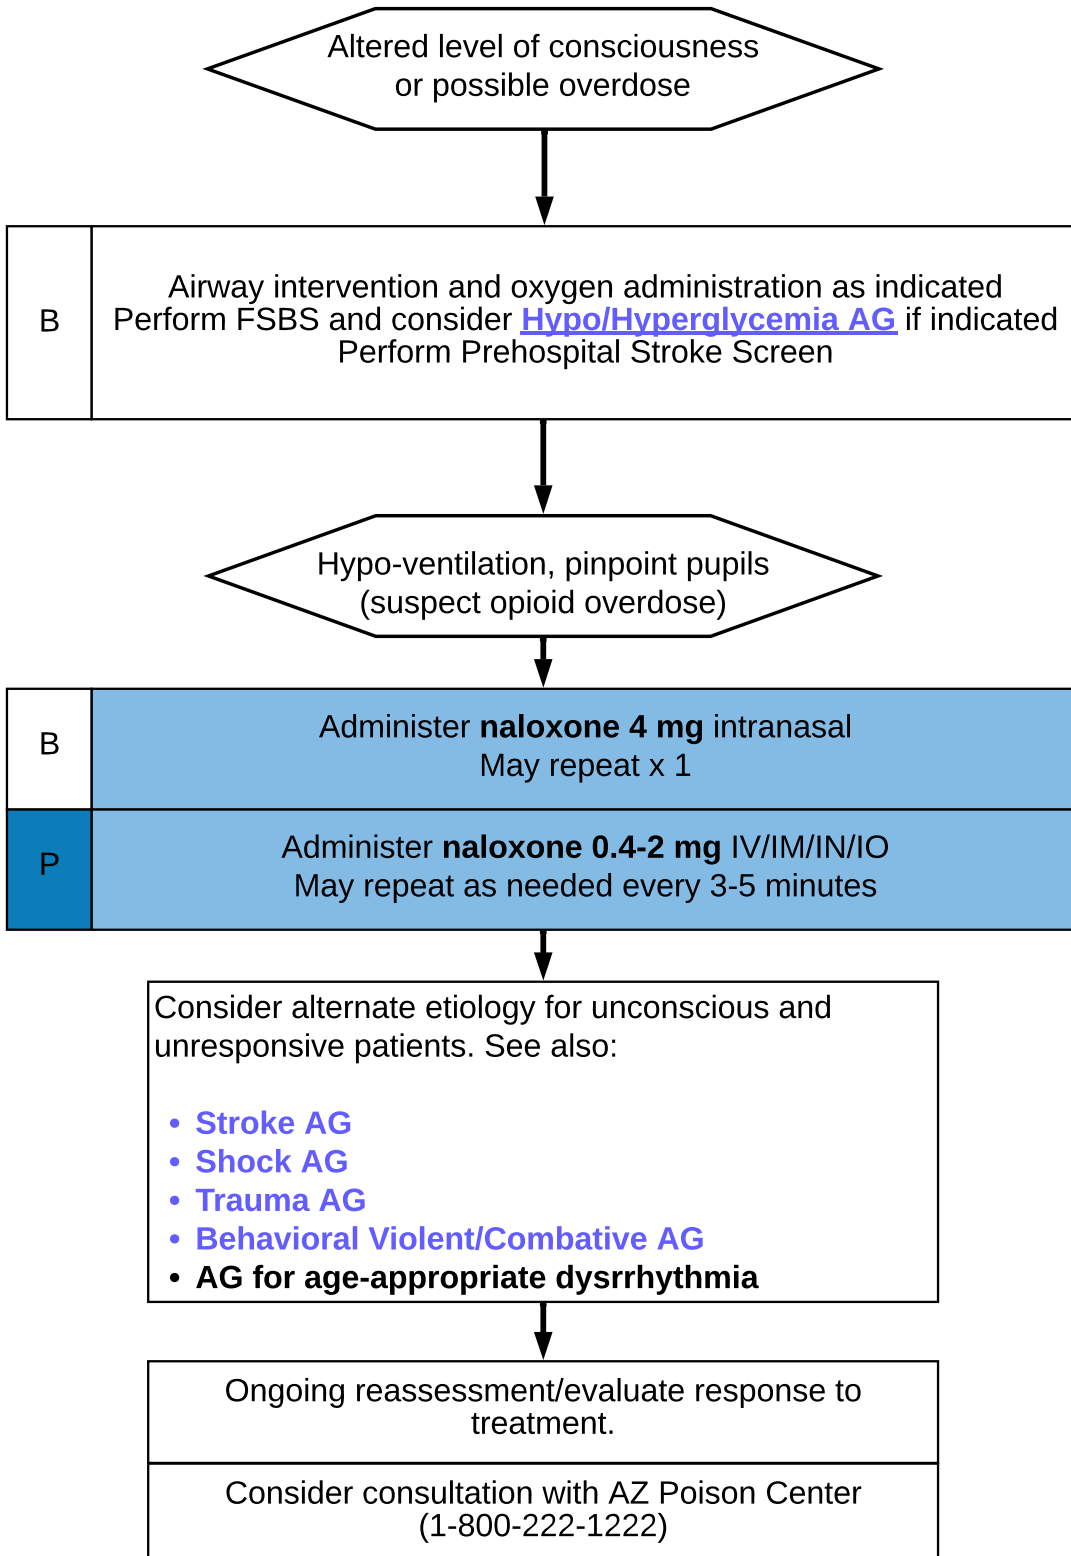 Altered level of consciousness
or possible overdose
B
Airway intervention and oxygen administration as indicated
Perform FSBS and consider Hypo/Hyperglycemia AG if indicated
Perform Prehospital Stroke Screen
Hypo-ventilation, pinpoint pupils
(suspect opioid overdose)
B
Administer naloxone 4 mg intranasal
May repeat x 1
P
Administer naloxone 0.4-2 mg IV/IM/IN/IO
May repeat as needed every 3-5 minutes
Consider alternate etiology for unconscious and
unresponsive patients. See also:
• Stroke AG
• Shock AG
• Trauma AG
• Behavioral Violent/Combative AG
• AG for age-appropriate dysrrhythmia
Ongoing reassessment/evaluate response to
treatment.
Consider consultation with AZ Poison Center
(1-800-222-1222)